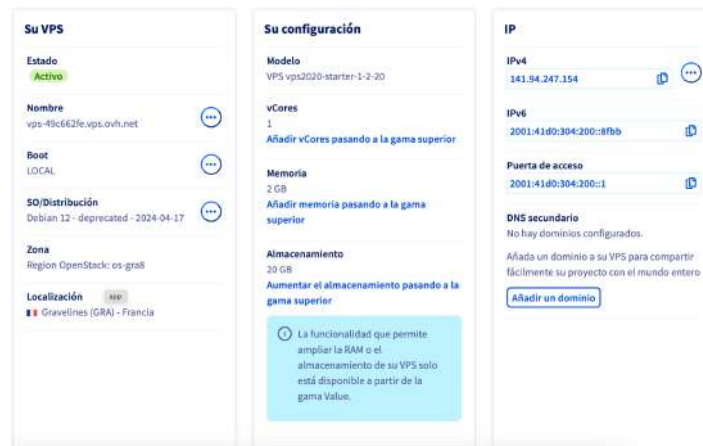 Su VPS
Estado
Activo
Nombre
vps-49c662fe.vps.ovh.net
Boot
LOCAL
SO/Distribución
Debian 12 - deprecated - 2024-04-17
Zona
Region OpenStack: os-gra8
Localización
Gravelines (GRA) - Francia
Su configuración
Modelo
VPS vps2020-starter-1-2-20
vCores
1
Añadir vCores pasando a la gama superior
Memoria
2 GB
Añadir memoria pasando a la gama
superior
Almacenamiento
20 GB
Aumentar el almacenamiento pasando a la
gama superior
La funcionalidad que permite
ampliar la RAM o el
almacenamiento de su VPS solo
está disponible a partir de la
gama Value.
IP
IPv4
141.94.247.154
IPv6
2001:41d0:304:200::8fbb
Puerta de acceso
2001:41d0:304:200::1
DNS secundario
No hay dominios configurados.
Añada un dominio a su VPS para compartir
fácilmente su proyecto con el mundo entero
Añadir un dominio